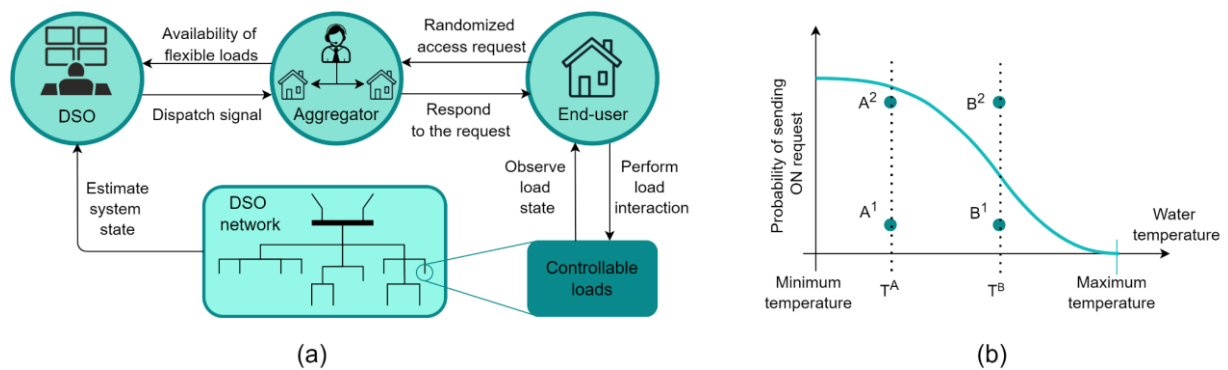 Availability of
flexible loads
Dispatch signal
DSO
Aggregator
Randomized
access request
Respond
to the request
End-user
Estimate
system
state
DSO
network
Observe
load
state
Perform
load
interaction
Controllable
loads
(a)
Probability of sending
ON request
A²
B²
A¹
B¹
Water
temperature
Minimum
temperature
Tᴬ
Tᴮ
Maximum
temperature
(b)